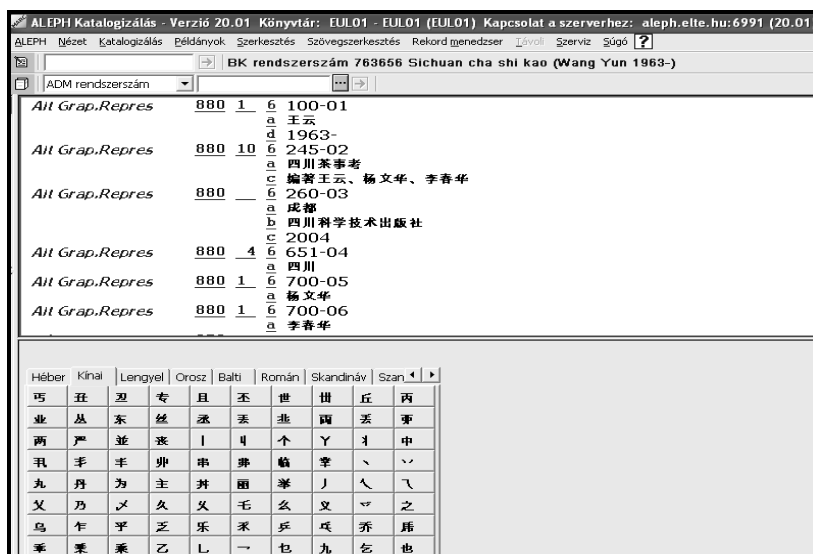 ALEPH Katalogizálás - Verzió 20.01 Könyvtár: EUL01 - EUL01 (EUL01) Kapcsolat a szerverhez: aleph.elte.hu:6991 (20.01
ALEPH Nézet Katalogizálás Példányok Szerkesztés Szövegszerkesztés Rekord menedzser Távoli Szerviz Súgó ?
BK rendszerszám 763656 Sichuan cha shi kao (Wang Yun 1963-)
ADM rendszerszám ...
Alt Grap.Repres 880 1 6 100-01
a 王云
d 1963-
Alt Grap.Repres 880 10 6 245-02
a 四川茶事考
c 编著王云、杨文华、李春华
Alt Grap.Repres 880 6 260-03
a 成都
b 四川科学技术出版社
c 2004
Alt Grap.Repres 880 4 6 651-04
a 四川
Alt Grap.Repres 880 1 6 700-05
a 杨文华
Alt Grap.Repres 880 1 6 700-06
a 李春华
Héber Kínai Lengyel Orosz Balti Román Skandináv Szan
丐 丑 丒 专 且 丕 世 丗 丘 丙
业 丛 东 丝 丞 丟 丠 両 丢 丣
两 严 並 丧 丨 丩 个 丫 丬 中
丮 丯 丰 丱 串 丳 临 丵 丶 丷
丸 丹 为 主 丼 丽 举 丿 乀 乁
乂 乃 乄 久 乆 乇 么 义 乊 之
乌 乍 乎 乏 乐 乑 乒 乓 乔 乕
乖 乗 乘 乙 乚 乛 乜 九 乞 也